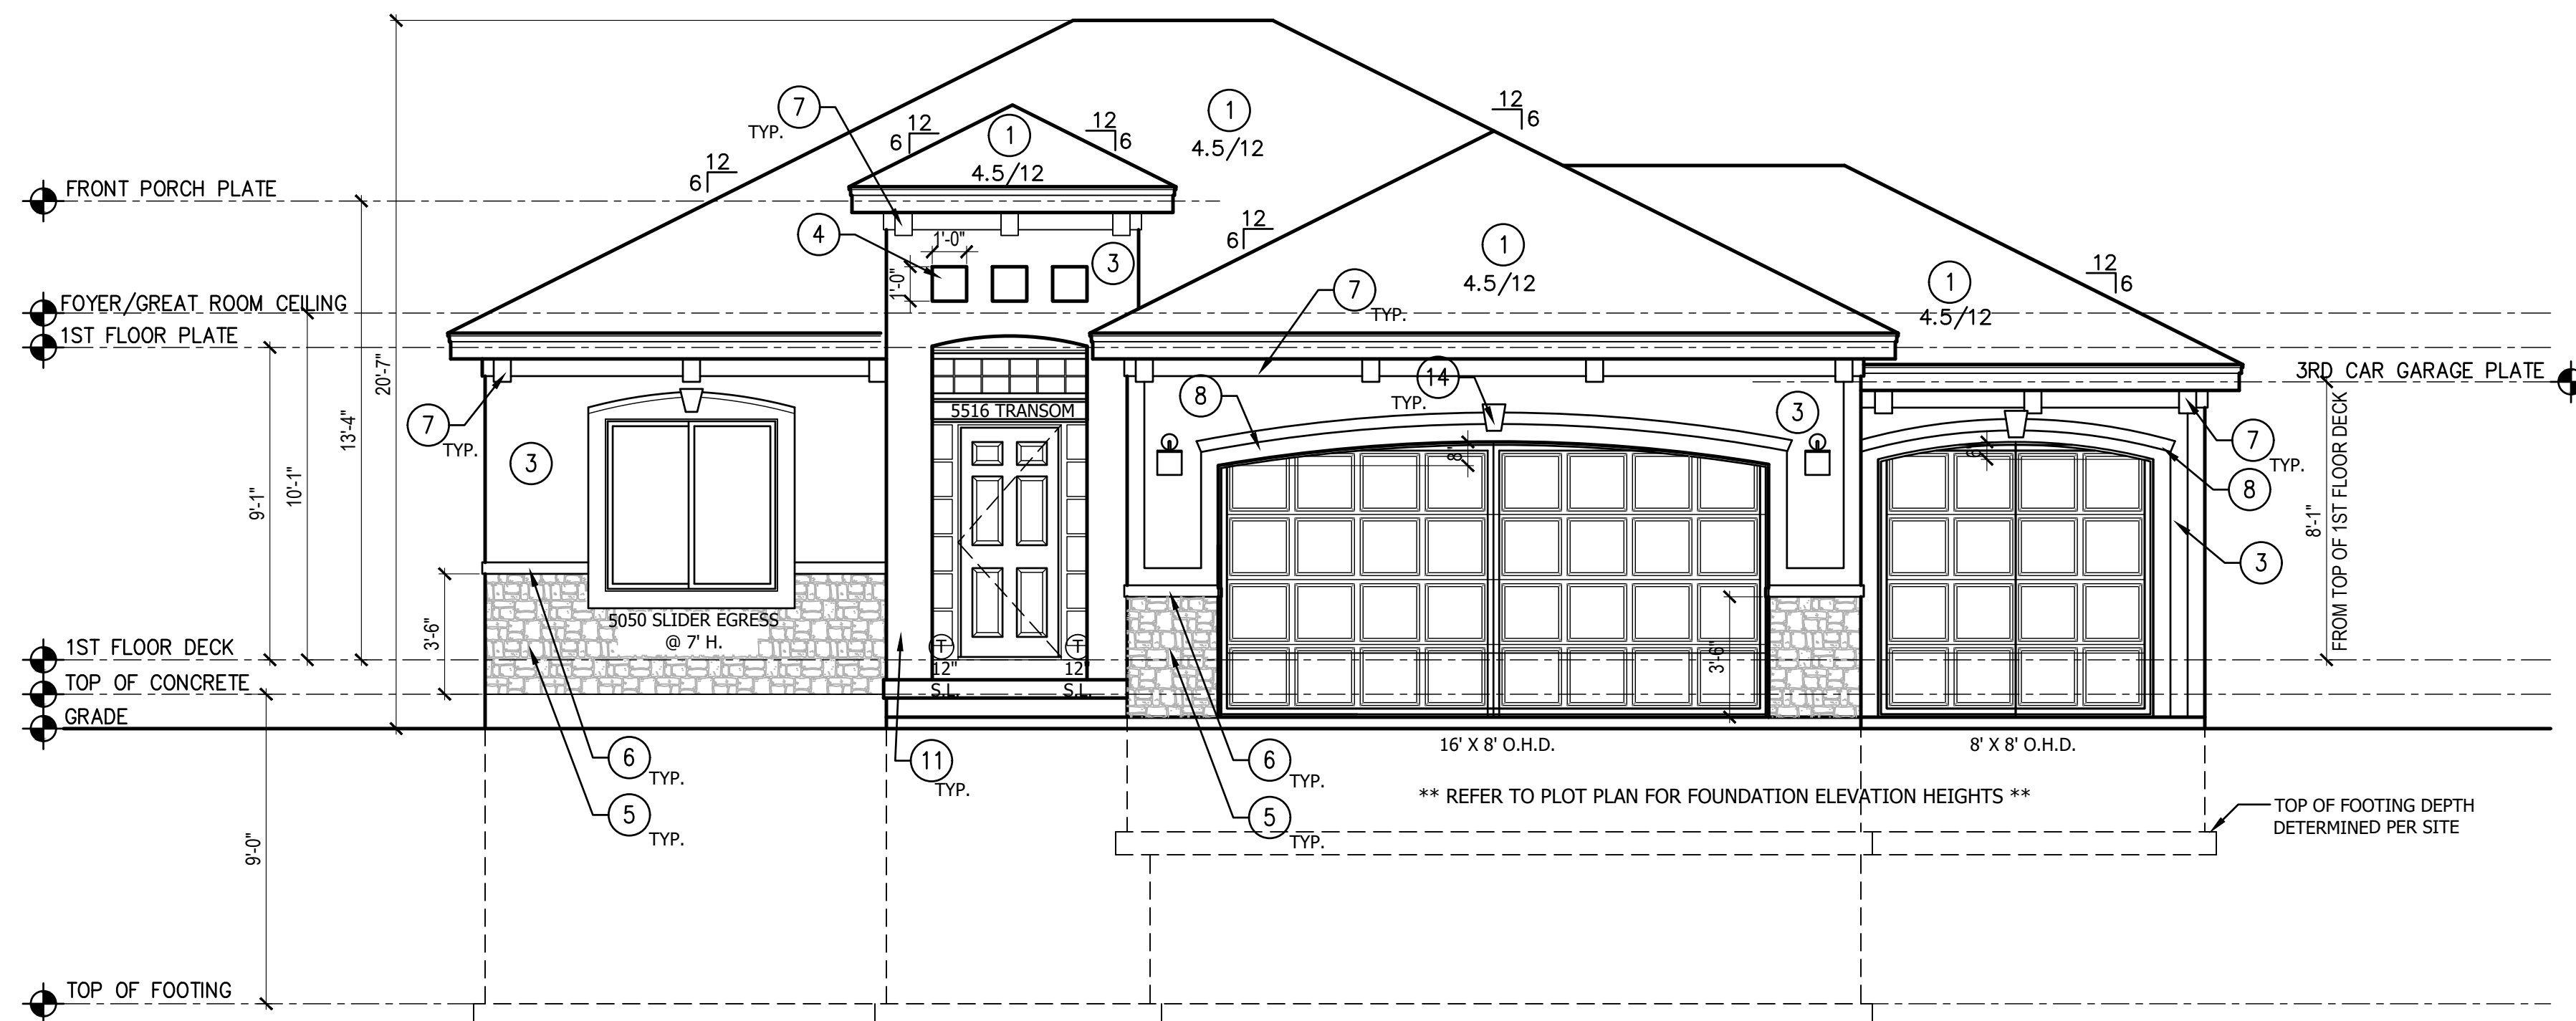 7
TYP.
12
6
1
4.5/12
12
6
1
4.5/12
12
6
12
6
FRONT PORCH PLATE
4
1'-0"
1'-0"
3
12
6
1
4.5/12
12
6
1
4.5/12
7
TYP.
FOYER/GREAT ROOM CEILING
1ST FLOOR PLATE
20'-7"
13'-4"
10'-1"
9'-1"
3RD CAR GARAGE PLATE
7
TYP.
3
5516 TRANSOM
8
14
TYP.
8"
3
6"
7
TYP.
8
3
8'-1"
FROM TOP OF 1ST FLOOR DECK
3'-6"
5050 SLIDER EGRESS
@ 7' H.
T
12"
S.L.
T
12"
S.L.
3'-6"
1ST FLOOR DECK
TOP OF CONCRETE
GRADE
6
TYP.
5
TYP.
11
TYP.
6
TYP.
5
TYP.
16' X 8' O.H.D.
8' X 8' O.H.D.
** REFER TO PLOT PLAN FOR FOUNDATION ELEVATION HEIGHTS **
TOP OF FOOTING DEPTH
DETERMINED PER SITE
9'-0"
TOP OF FOOTING